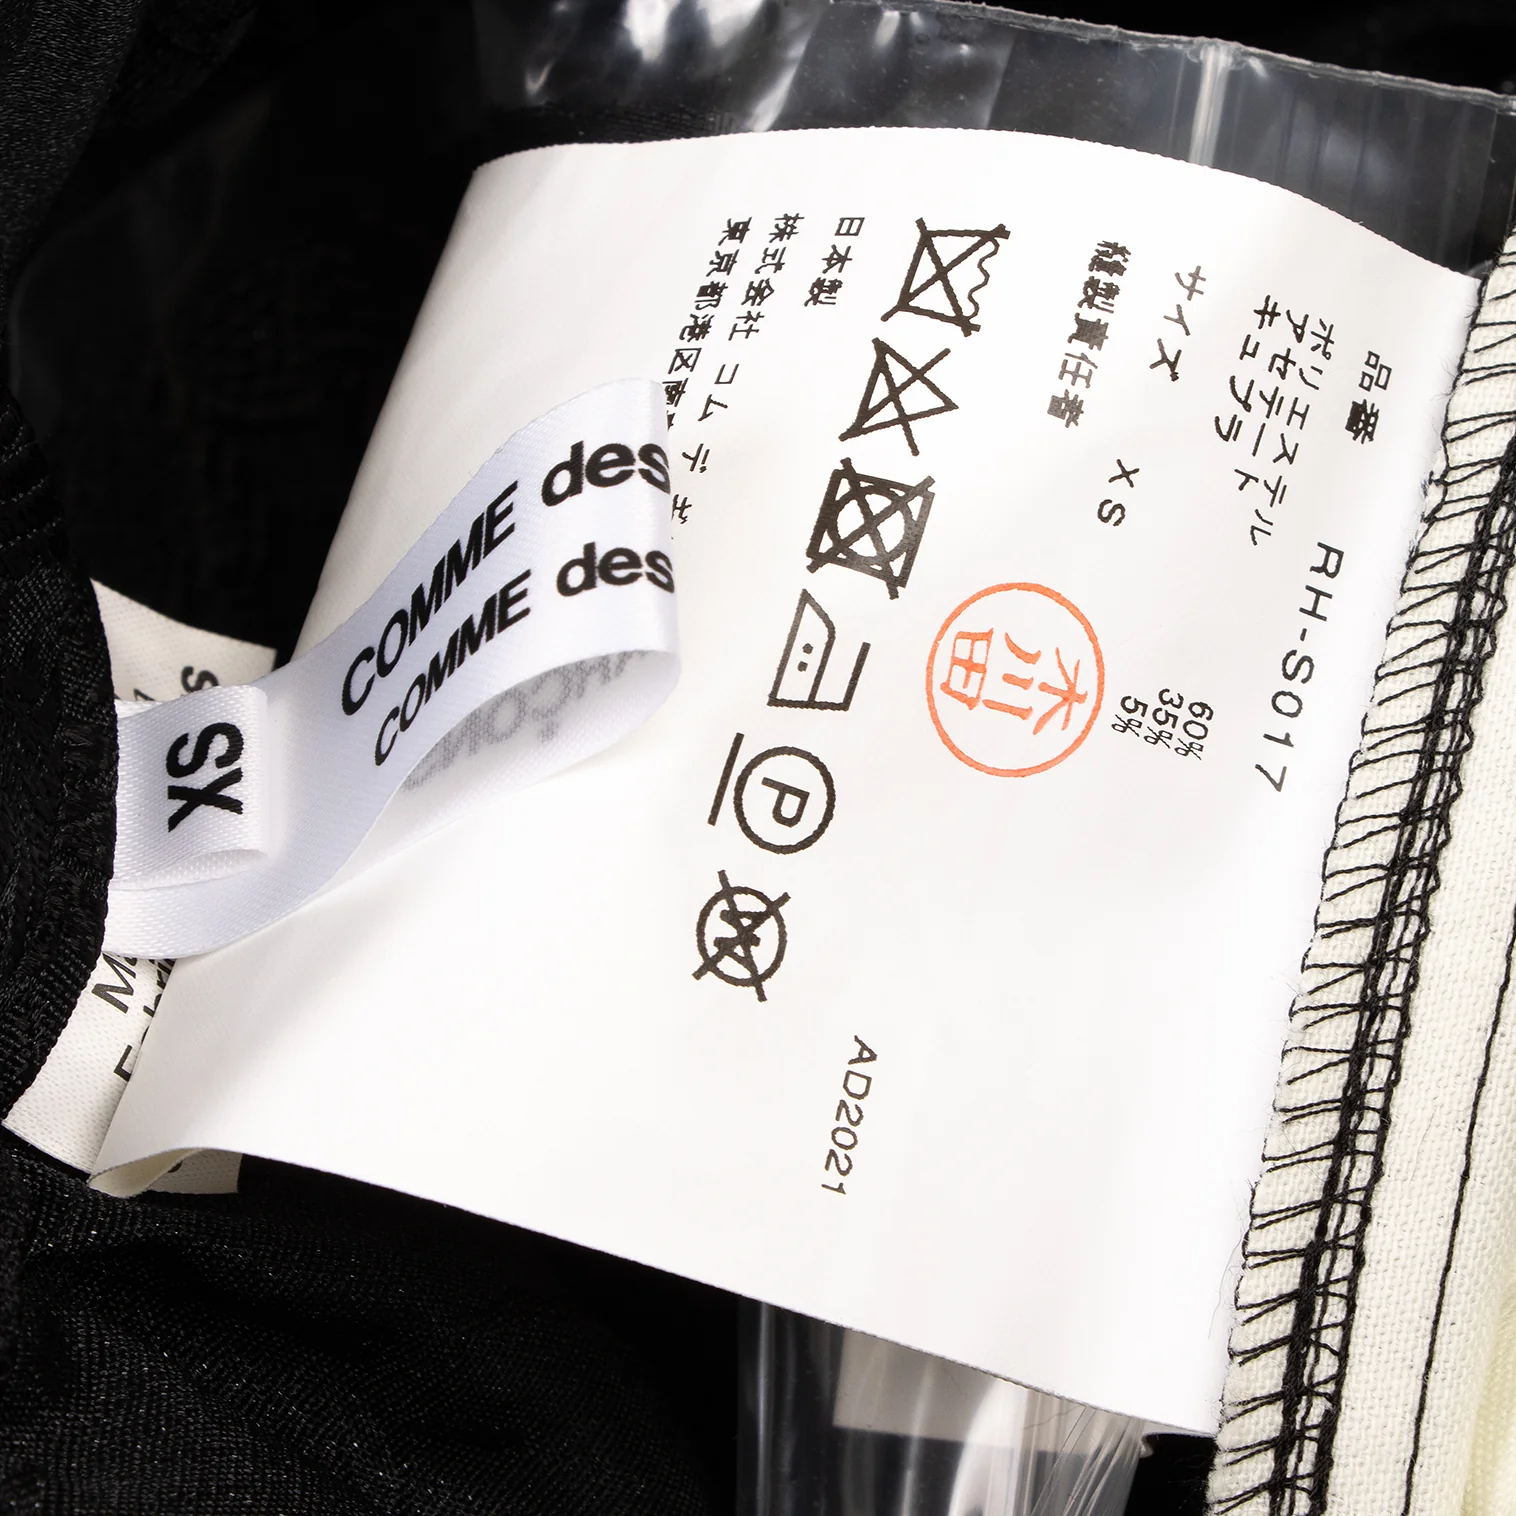 品番 RH-S017
ポリエステル 60%
アセテート 35%
キュプラ 5%
サイズ XS
縫製責任者
木川田
P
W
日本製
株式会社 コム デ
東京都港区南
AD2021
COMME des
COMME des
XS